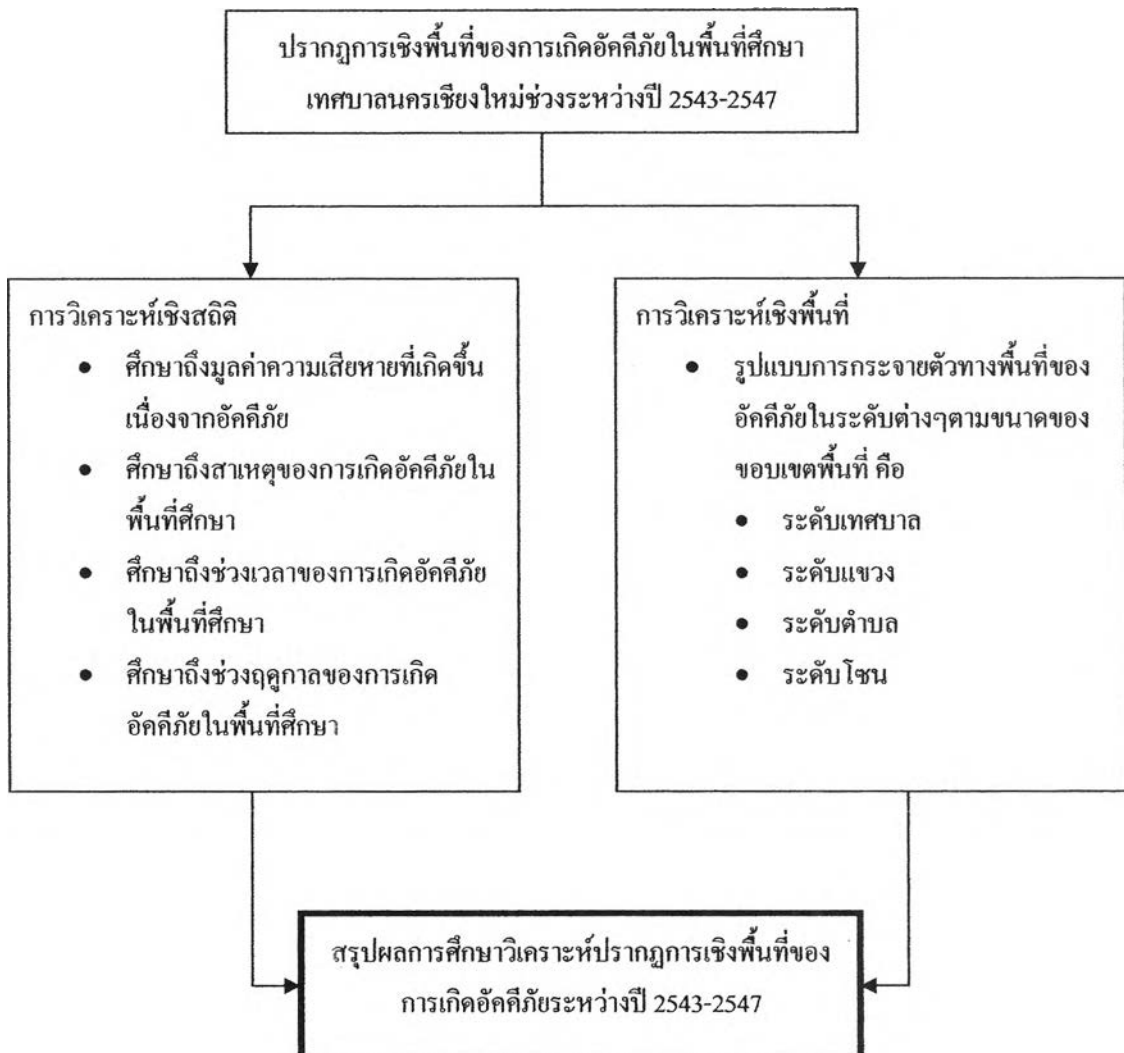 ปรากฏการเชิงพื้นที่ของการเกิดอัคคีภัยในพื้นที่ศึกษา
เทศบาลนครเชียงใหม่ช่วงระหว่างปี 2543-2547
การวิเคราะห์เชิงสถิติ
• ศึกษาถึงมูลค่าความเสียหายที่เกิดขึ้น
เนื่องจากอัคคีภัย
• ศึกษาถึงสาเหตุของการเกิดอัคคีภัยใน
พื้นที่ศึกษา
• ศึกษาถึงช่วงเวลาของการเกิดอัคคีภัย
ในพื้นที่ศึกษา
• ศึกษาถึงช่วงฤดูกาลของการเกิด
อัคคีภัยในพื้นที่ศึกษา
การวิเคราะห์เชิงพื้นที่
• รูปแบบการกระจายตัวทางพื้นที่ของ
อัคคีภัยในระดับต่างๆตามขนาดของ
ขอบเขตพื้นที่ คือ
• ระดับเทศบาล
• ระดับแขวง
• ระดับตำบล
• ระดับโซน
สรุปผลการศึกษาวิเคราะห์ปรากฏการเชิงพื้นที่ของ
การเกิดอัคคีภัยระหว่างปี 2543-2547